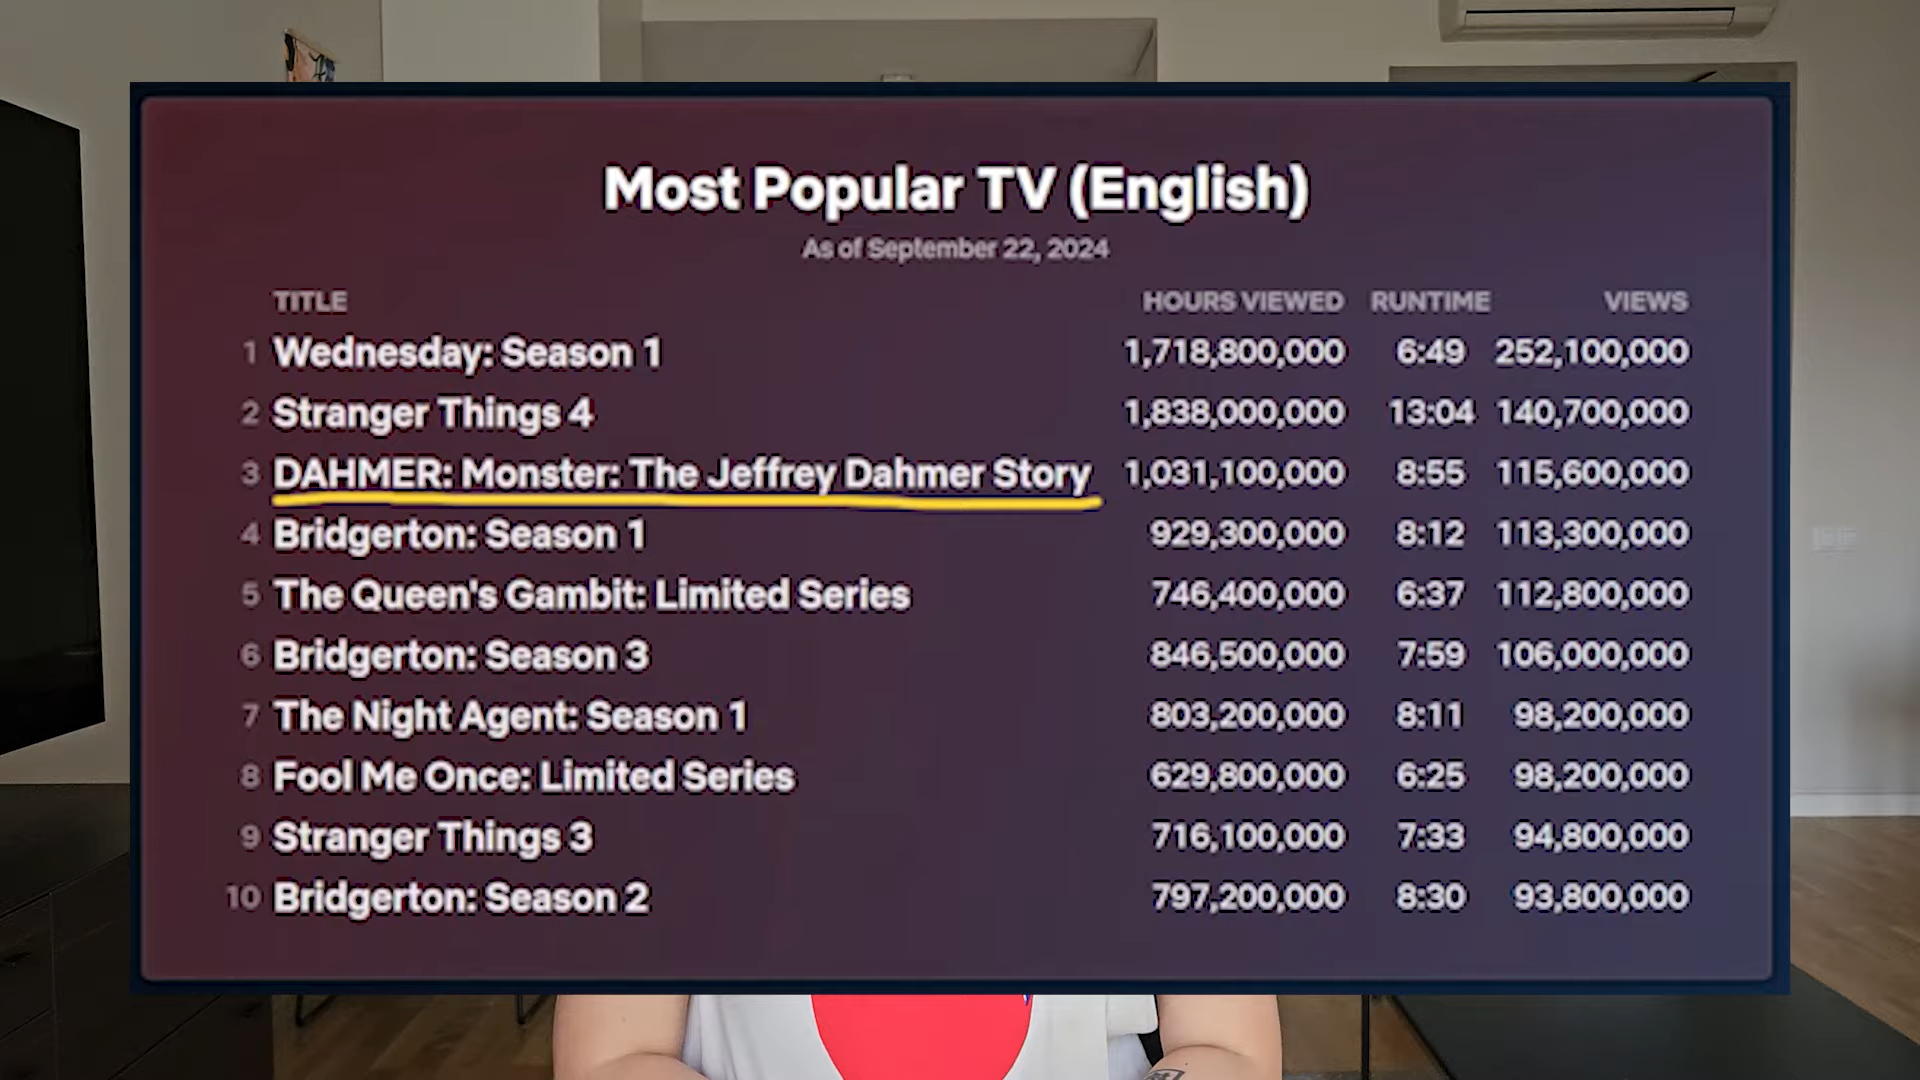 Most Popular TV (English)
As of September 22, 2024
TITLE HOURS VIEWED RUNTIME VIEWS
1 Wednesday: Season 1 1,718,800,000 6:49 252,100,000
2 Stranger Things 4 1,838,000,000 13:04 140,700,000
3 DAHMER: Monster: The Jeffrey Dahmer Story 1,031,100,000 8:55 115,600,000
4 Bridgerton: Season 1 929,300,000 8:12 113,300,000
5 The Queen's Gambit: Limited Series 746,400,000 6:37 112,800,000
6 Bridgerton: Season 3 846,500,000 7:59 106,000,000
7 The Night Agent: Season 1 803,200,000 8:11 98,200,000
8 Fool Me Once: Limited Series 629,800,000 6:25 98,200,000
9 Stranger Things 3 716,100,000 7:33 94,800,000
10 Bridgerton: Season 2 797,200,000 8:30 93,800,000